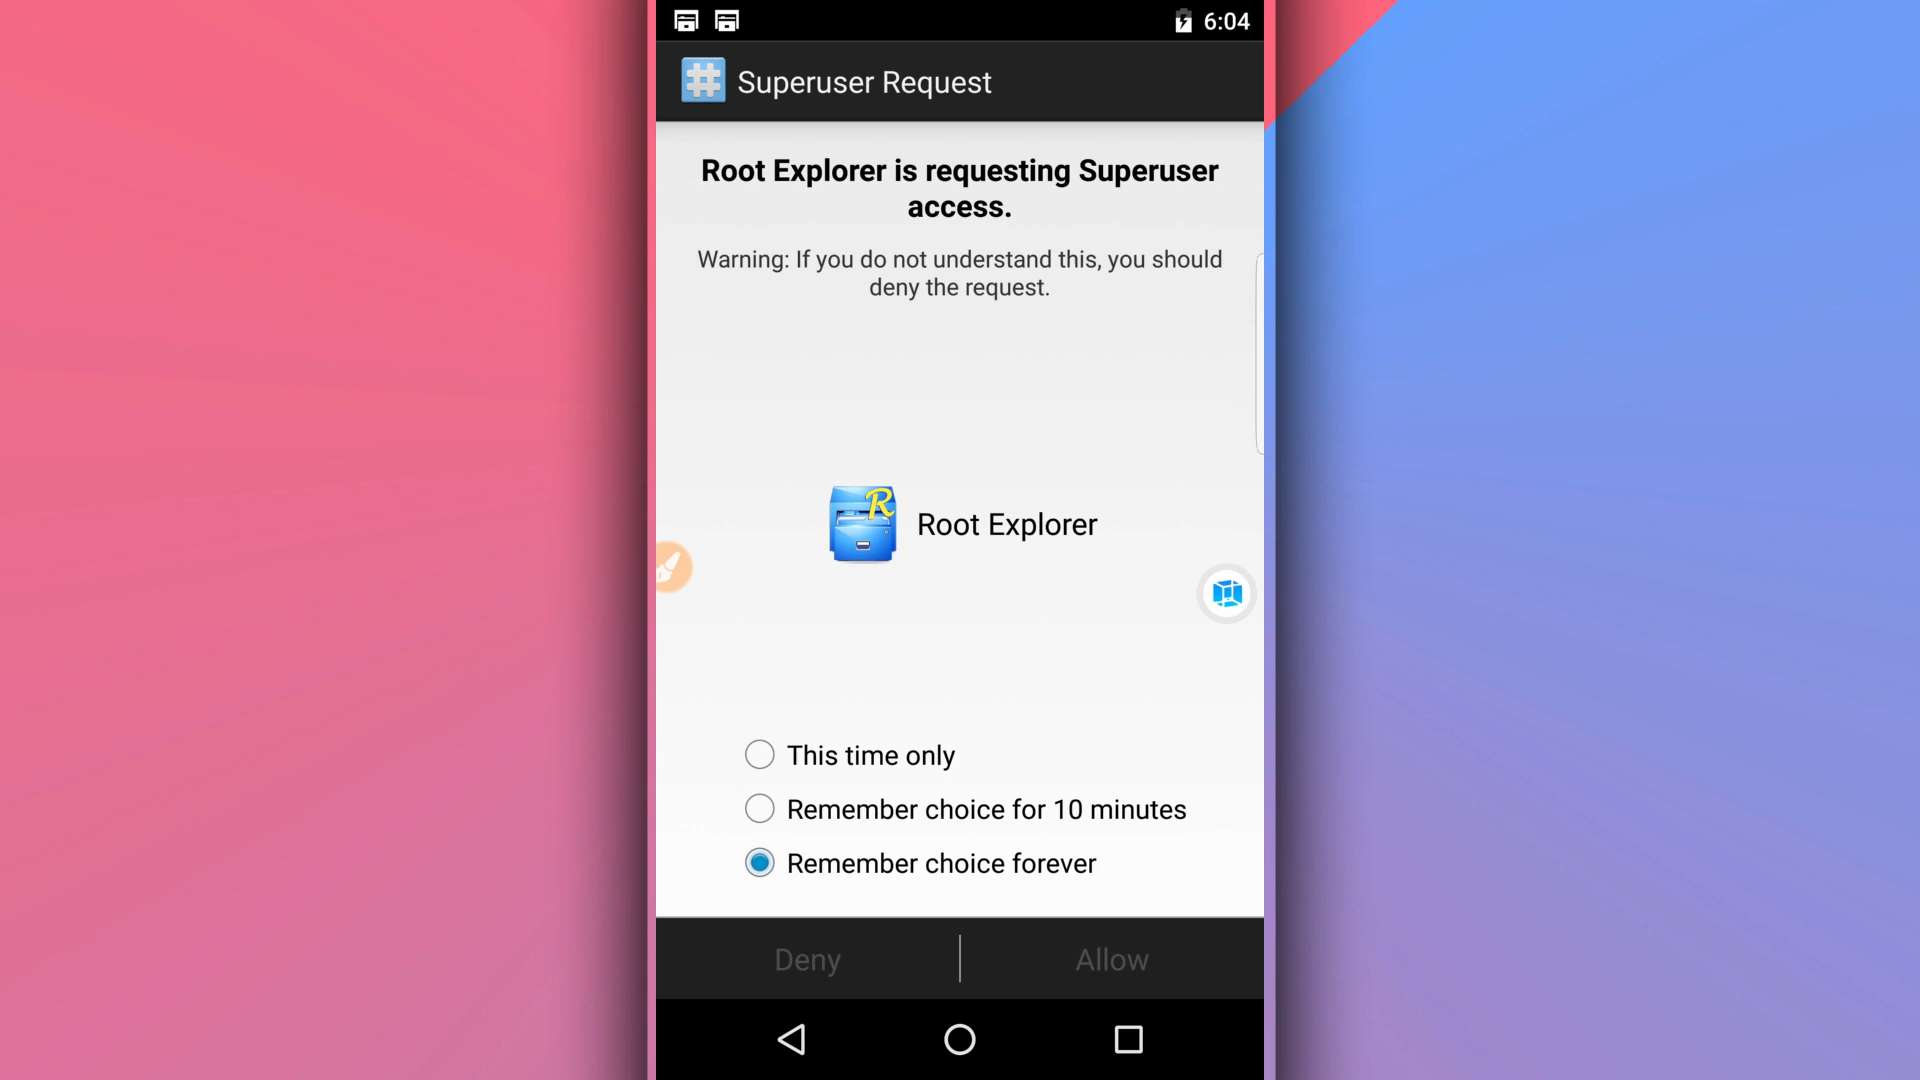 6:04
Superuser Request
Root Explorer is requesting Superuser
access.
Warning: If you do not understand this, you should
deny the request.
R
Root Explorer
This time only
Remember choice for 10 minutes
Remember choice forever
Deny
Allow